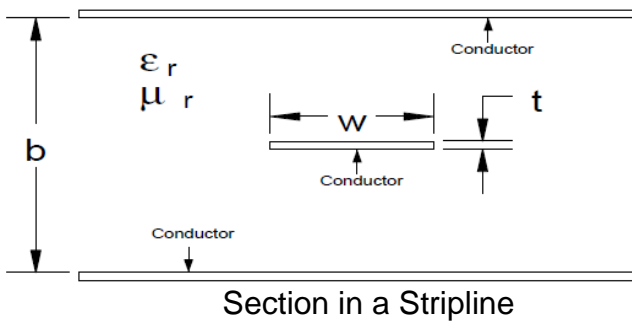 Conductor
ε r
μ r
w
t
b
Conductor
Conductor
Section in a Stripline